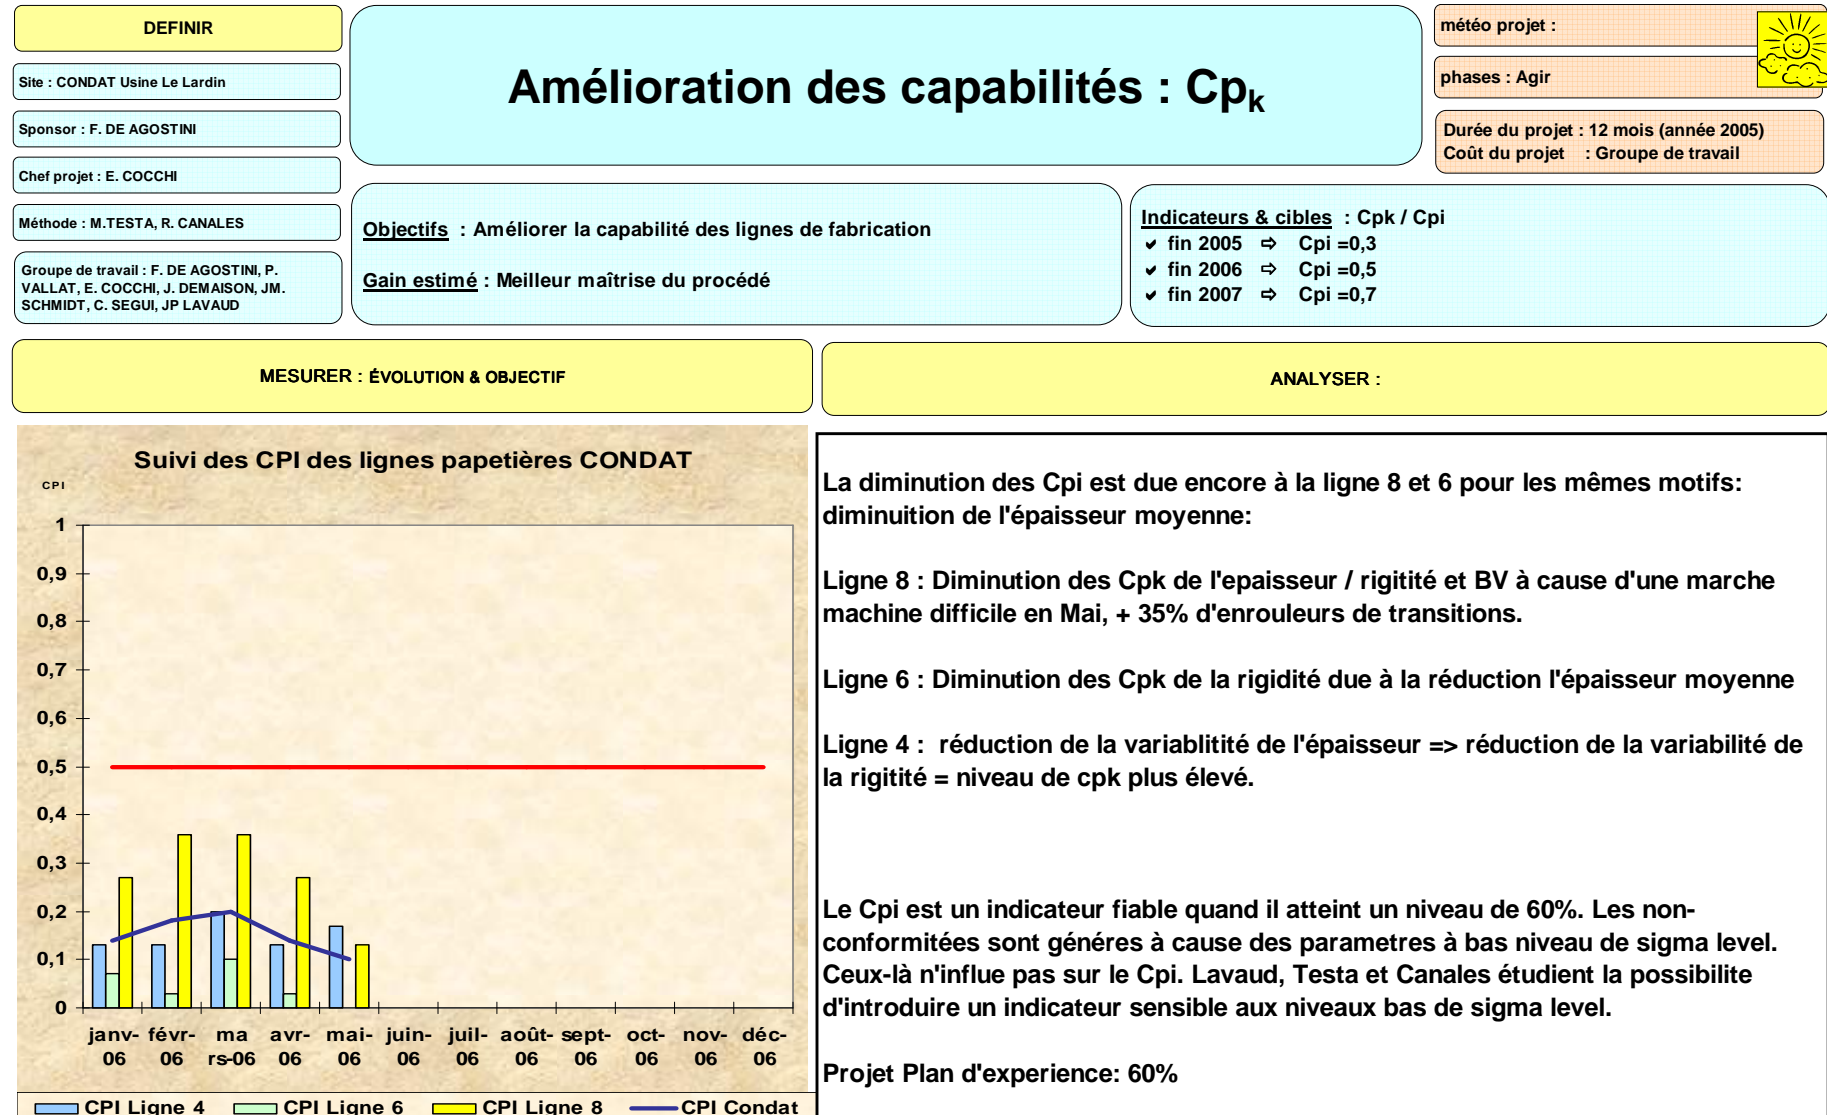 DEFINIR
Site : CONDAT Usine Le Lardin
Sponsor : F. DE AGOSTINI
Chef projet : E. COCCHI
Méthode : M.TESTA, R. CANALES
Groupe de travail : F. DE AGOSTINI, P.
VALLAT, E. COCCHI, J. DEMAISON, JM.
SCHMIDT, C. SEGUI, JP LAVAUD
Amélioration des capabilités : Cpk
météo projet :
phases : Agir
Durée du projet : 12 mois (année 2005)
Coût du projet : Groupe de travail
Objectifs : Améliorer la capabilité des lignes de fabrication
Gain estimé : Meilleur maîtrise du procédé
Indicateurs & cibles : Cpk / Cpi
✔ fin 2005 ⇨ Cpi =0,3
✔ fin 2006 ⇨ Cpi =0,5
✔ fin 2007 ⇨ Cpi =0,7
MESURER : ÉVOLUTION & OBJECTIF
ANALYSER :
Suivi des CPI des lignes papetières CONDAT
CPI
1
0,9
0,8
0,7
0,6
0,5
0,4
0,3
0,2
0,1
0
janv- févr- ma avr- mai- juin- juil- août- sept- oct- nov- déc-
06 06 rs-06 06 06 06 06 06 06 06 06 06
CPI Ligne 4 CPI Ligne 6 CPI Ligne 8 CPI Condat
La diminution des Cpi est due encore à la ligne 8 et 6 pour les mêmes motifs:
diminuition de l'épaisseur moyenne:
Ligne 8 : Diminution des Cpk de l'epaisseur / rigitité et BV à cause d'une marche
machine difficile en Mai, + 35% d'enrouleurs de transitions.
Ligne 6 : Diminution des Cpk de la rigidité due à la réduction l'épaisseur moyenne
Ligne 4 : réduction de la variablitité de l'épaisseur => réduction de la variabilité de
la rigitité = niveau de cpk plus élevé.
Le Cpi est un indicateur fiable quand il atteint un niveau de 60%. Les non-
conformitées sont géneres à cause des parametres à bas niveau de sigma level.
Ceux-là n'influe pas sur le Cpi. Lavaud, Testa et Canales étudient la possibilite
d'introduire un indicateur sensible aux niveaux bas de sigma level.
Projet Plan d'experience: 60%